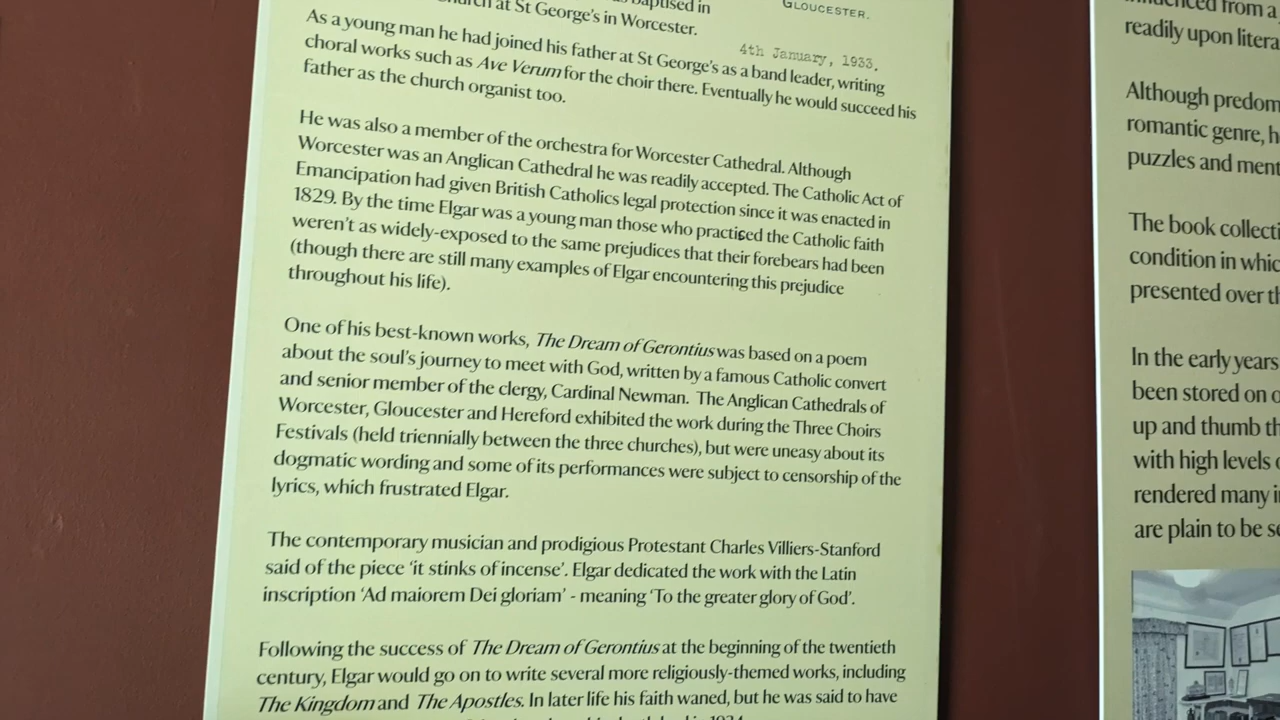 baptised in
Church at St George's in Worcester.
GLOUCESTER.
4th January, 1933.
As a young man he had joined his father at St George's as a band leader, writing
choral works such as Ave Verum for the choir there. Eventually he would succeed his
father as the church organist too.
He was also a member of the orchestra for Worcester Cathedral. Although
Worcester was an Anglican Cathedral he was readily accepted. The Catholic Act of
Emancipation had given British Catholics legal protection since it was enacted in
1829. By the time Elgar was a young man those who practised the Catholic faith
weren't as widely-exposed to the same prejudices that their forebears had been
(though there are still many examples of Elgar encountering this prejudice
throughout his life).
One of his best-known works, The Dream of Gerontius was based on a poem
about the soul's journey to meet with God, written by a famous Catholic convert
and senior member of the clergy, Cardinal Newman. The Anglican Cathedrals of
Worcester, Gloucester and Hereford exhibited the work during the Three Choirs
Festivals (held triennially between the three churches), but were uneasy about its
dogmatic wording and some of its performances were subject to censorship of the
lyrics, which frustrated Elgar.
The contemporary musician and prodigious Protestant Charles Villiers-Stanford
said of the piece 'it stinks of incense'. Elgar dedicated the work with the Latin
inscription 'Ad maiorem Dei gloriam' - meaning 'To the greater glory of God'.
Following the success of The Dream of Gerontius at the beginning of the twentieth
century, Elgar would go on to write several more religiously-themed works, including
The Kingdom and The Apostles. In later life his faith waned, but he was said to have
from a
readily upon litera
Although predom
romantic genre, h
puzzles and ment
The book collecti
condition in whic
presented over th
In the early years
been stored on o
up and thumb th
with high levels o
rendered many i
are plain to be se